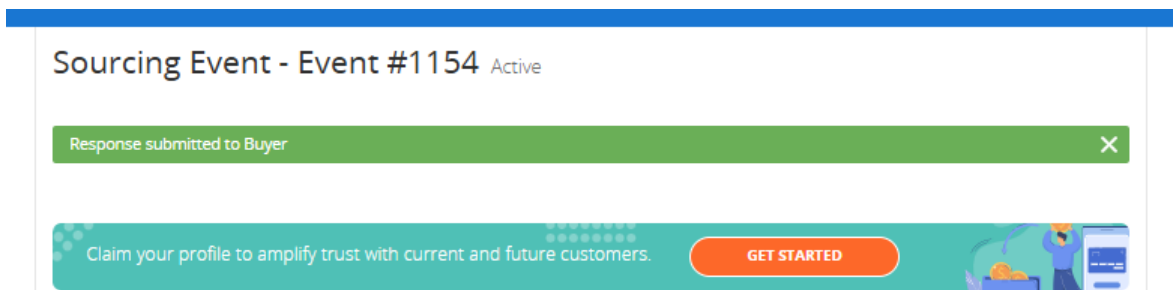 Sourcing Event - Event #1154 Active
Response submitted to Buyer
Claim your profile to amplify trust with current and future customers. GET STARTED